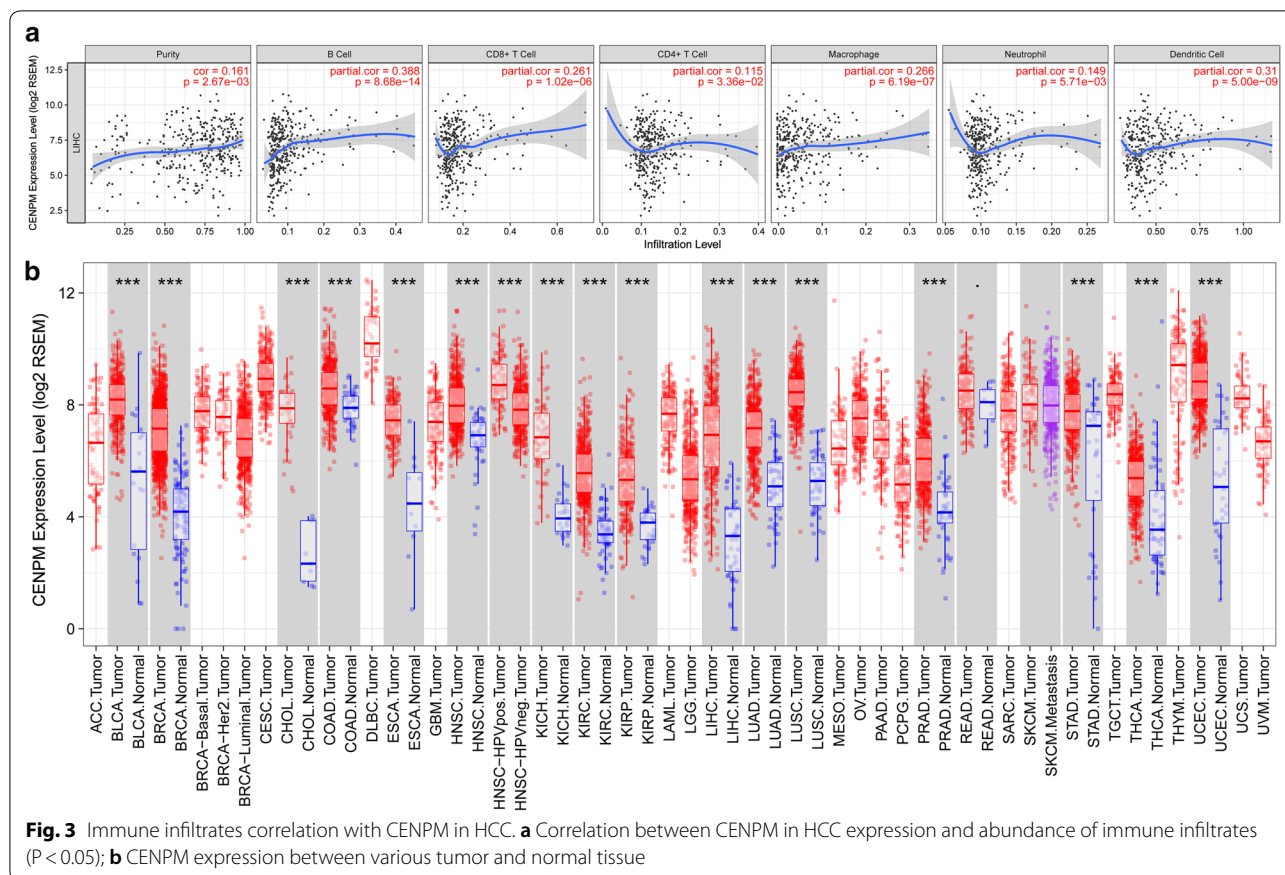 a
Purity
B Cell
CD8+ T Cell
CD4+ T Cell
Macrophage
Neutrophil
Dendritic Cell
cor = 0.161
p = 2.67e−03
partial.cor = 0.388
p = 8.68e−14
partial.cor = 0.261
p = 1.02e−06
partial.cor = 0.115
p = 3.36e−02
partial.cor = 0.266
p = 6.19e−07
partial.cor = 0.149
p = 5.71e−03
partial.cor = 0.31
p = 5.00e−09
CENPM Expression Level (log2 RSEM)
LIHC
12.5
10.0
7.5
5.0
2.5
0.25 0.50 0.75 1.00
0.0 0.1 0.2 0.3 0.4
0.0 0.2 0.4 0.6
0.0 0.1 0.2 0.3 0.4
0.0 0.1 0.2 0.3
0.05 0.10 0.15 0.20 0.25
0.50 0.75 1.00
Infiltration Level
b
*** *** *** *** *** *** *** *** *** *** *** *** *** *** . *** *** ***
CENPM Expression Level (log2 RSEM)
12
8
4
0
ACC.Tumor
BLCA.Tumor
BLCA.Normal
BRCA.Tumor
BRCA.Normal
BRCA−Basal.Tumor
BRCA−Her2.Tumor
BRCA−Luminal.Tumor
CESC.Tumor
CHOL.Tumor
CHOL.Normal
COAD.Tumor
COAD.Normal
DLBC.Tumor
ESCA.Tumor
ESCA.Normal
GBM.Tumor
HNSC.Tumor
HNSC.Normal
HNSC−HPVpos.Tumor
HNSC−HPVneg.Tumor
KICH.Tumor
KICH.Normal
KIRC.Tumor
KIRC.Normal
KIRP.Tumor
KIRP.Normal
LAML.Tumor
LGG.Tumor
LIHC.Tumor
LIHC.Normal
LUAD.Tumor
LUAD.Normal
LUSC.Tumor
LUSC.Normal
MESO.Tumor
OV.Tumor
PAAD.Tumor
PCPG.Tumor
PRAD.Tumor
PRAD.Normal
READ.Tumor
READ.Normal
SARC.Tumor
SKCM.Tumor
SKCM.Metastasis
STAD.Tumor
STAD.Normal
TGCT.Tumor
THCA.Tumor
THCA.Normal
THYM.Tumor
UCEC.Tumor
UCEC.Normal
UCS.Tumor
UVM.Tumor
Fig. 3 Immune infiltrates correlation with CENPM in HCC. a Correlation between CENPM in HCC expression and abundance of immune infiltrates
(P < 0.05); b CENPM expression between various tumor and normal tissue